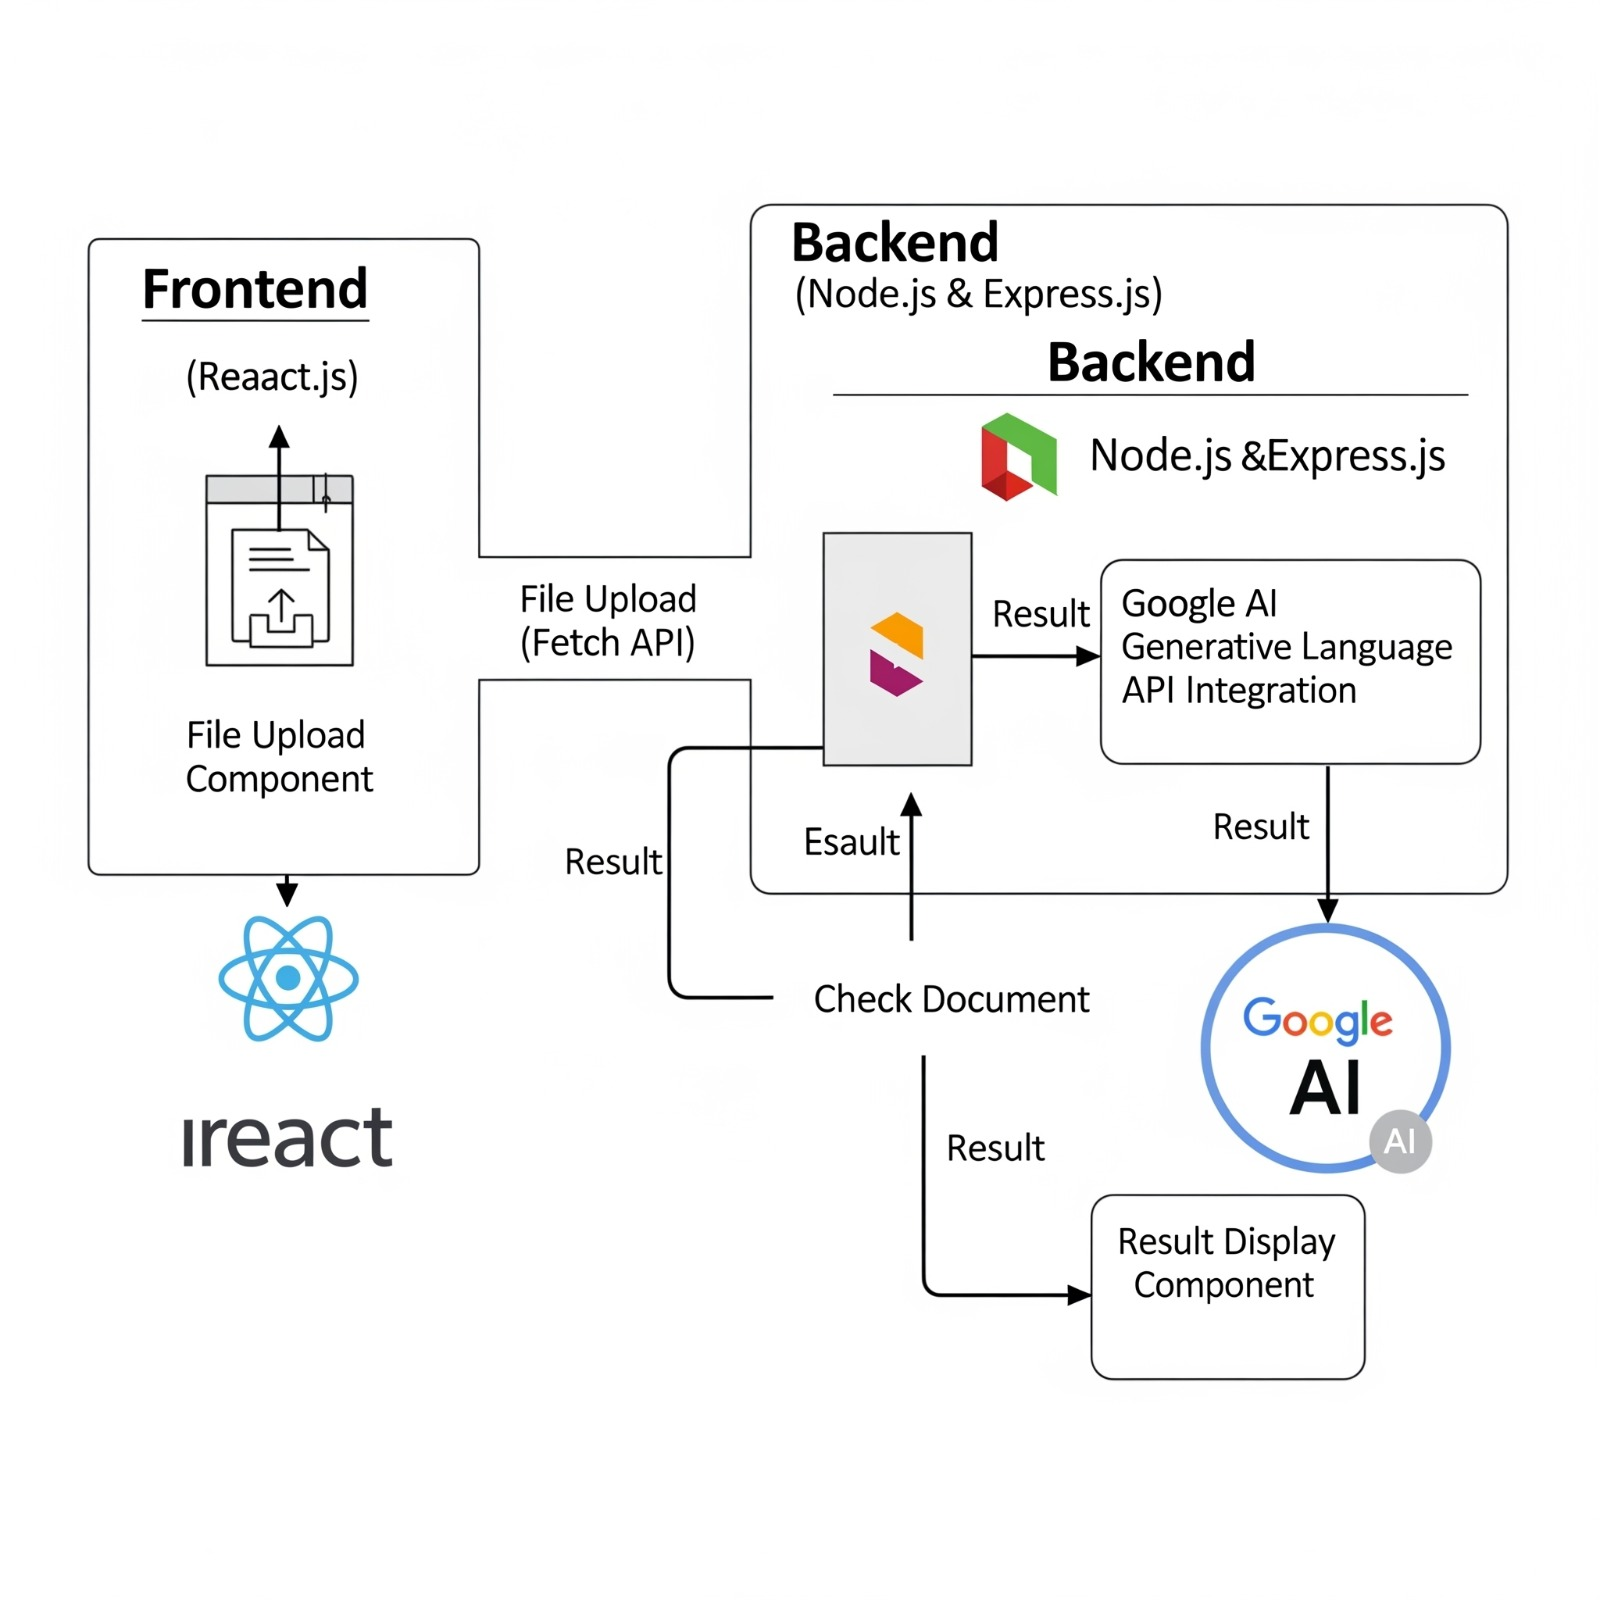 Frontend
(Reaact.js)
File Upload
Component
ıreact
File Upload
(Fetch API)
Backend
(Node.js & Express.js)
Backend
Node.js &Express.js
Result
Google AI
Generative Language
API Integration
Result
Esault
Result
Check Document
Google
AI
AI
Result
Result Display
Component